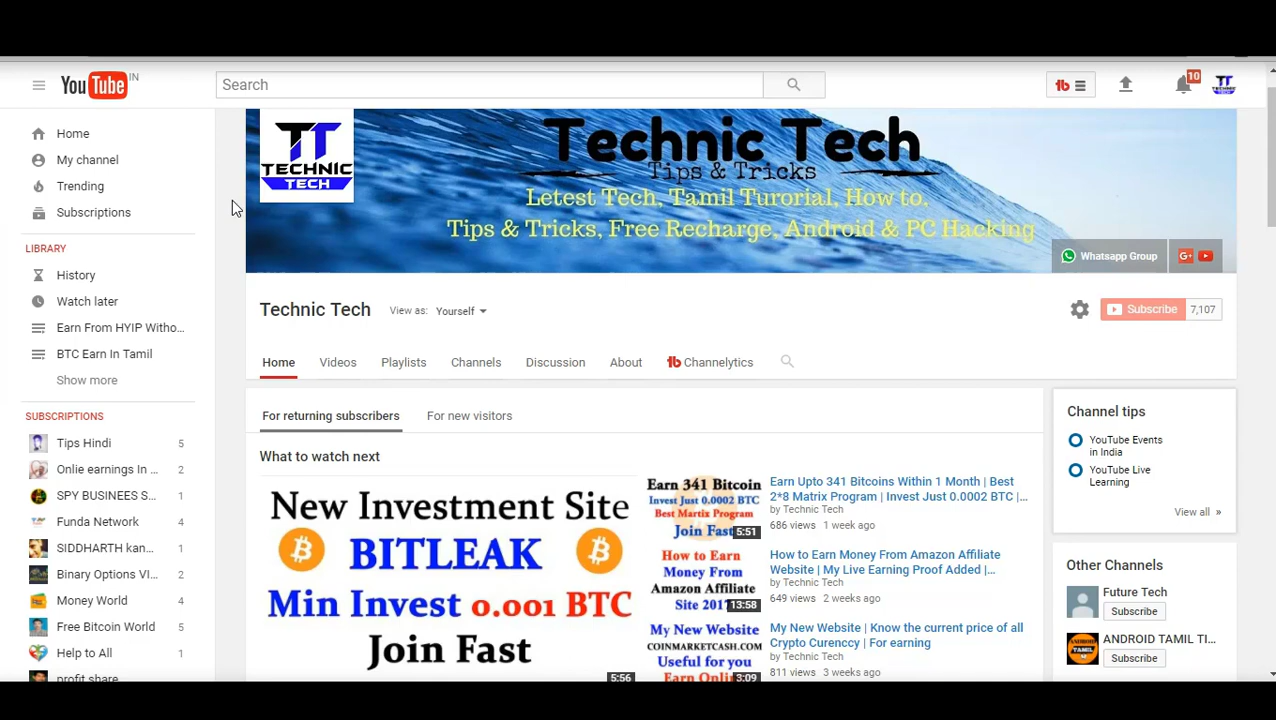 YouTube IN
Search
10
Home
My channel
Trending
Subscriptions
LIBRARY
History
Watch later
Earn From HYIP Witho...
BTC Earn In Tamil
Show more
SUBSCRIPTIONS
Tips Hindi 5
Onlie earnings In ... 2
SPY BUSINEES S... 1
Funda Network 4
SIDDHARTH kan... 1
Binary Options VI... 2
Money World 4
Free Bitcoin World 5
Help to All 1
profit share
TT
TECHNIC
TECH
Technic Tech
Tips & Tricks
Letest Tech, Tamil Turorial, How to,
Tips & Tricks, Free Recharge, Android & PC Hacking
Whatsapp Group
G+
Technic Tech View as: Yourself
Subscribe 7,107
Home Videos Playlists Channels Discussion About Channelytics
For returning subscribers For new visitors
What to watch next
New Investment Site
BITLEAK
Min Invest 0.001 BTC
Join Fast
5:56
Earn 341 Bitcoin
Invest Just 0.0002 BTC
Best Martix Program
Join Fast
5:51
Earn Upto 341 Bitcoins Within 1 Month | Best
2*8 Matrix Program | Invest Just 0.0002 BTC |...
by Technic Tech
686 views 1 week ago
How to Earn
Money From
Amazon Affiliate
Site 2017
13:58
How to Earn Money From Amazon Affiliate
Website | My Live Earning Proof Added |...
by Technic Tech
649 views 2 weeks ago
My New Website
COINMARKETCASH.COM
Useful for you
Earn Online
3:09
My New Website | Know the current price of all
Crypto Curenccy | For earning
by Technic Tech
811 views 3 weeks ago
Channel tips
YouTube Events
in India
YouTube Live
Learning
View all »
Other Channels
Future Tech
Subscribe
ANDROID TAMIL TI...
Subscribe